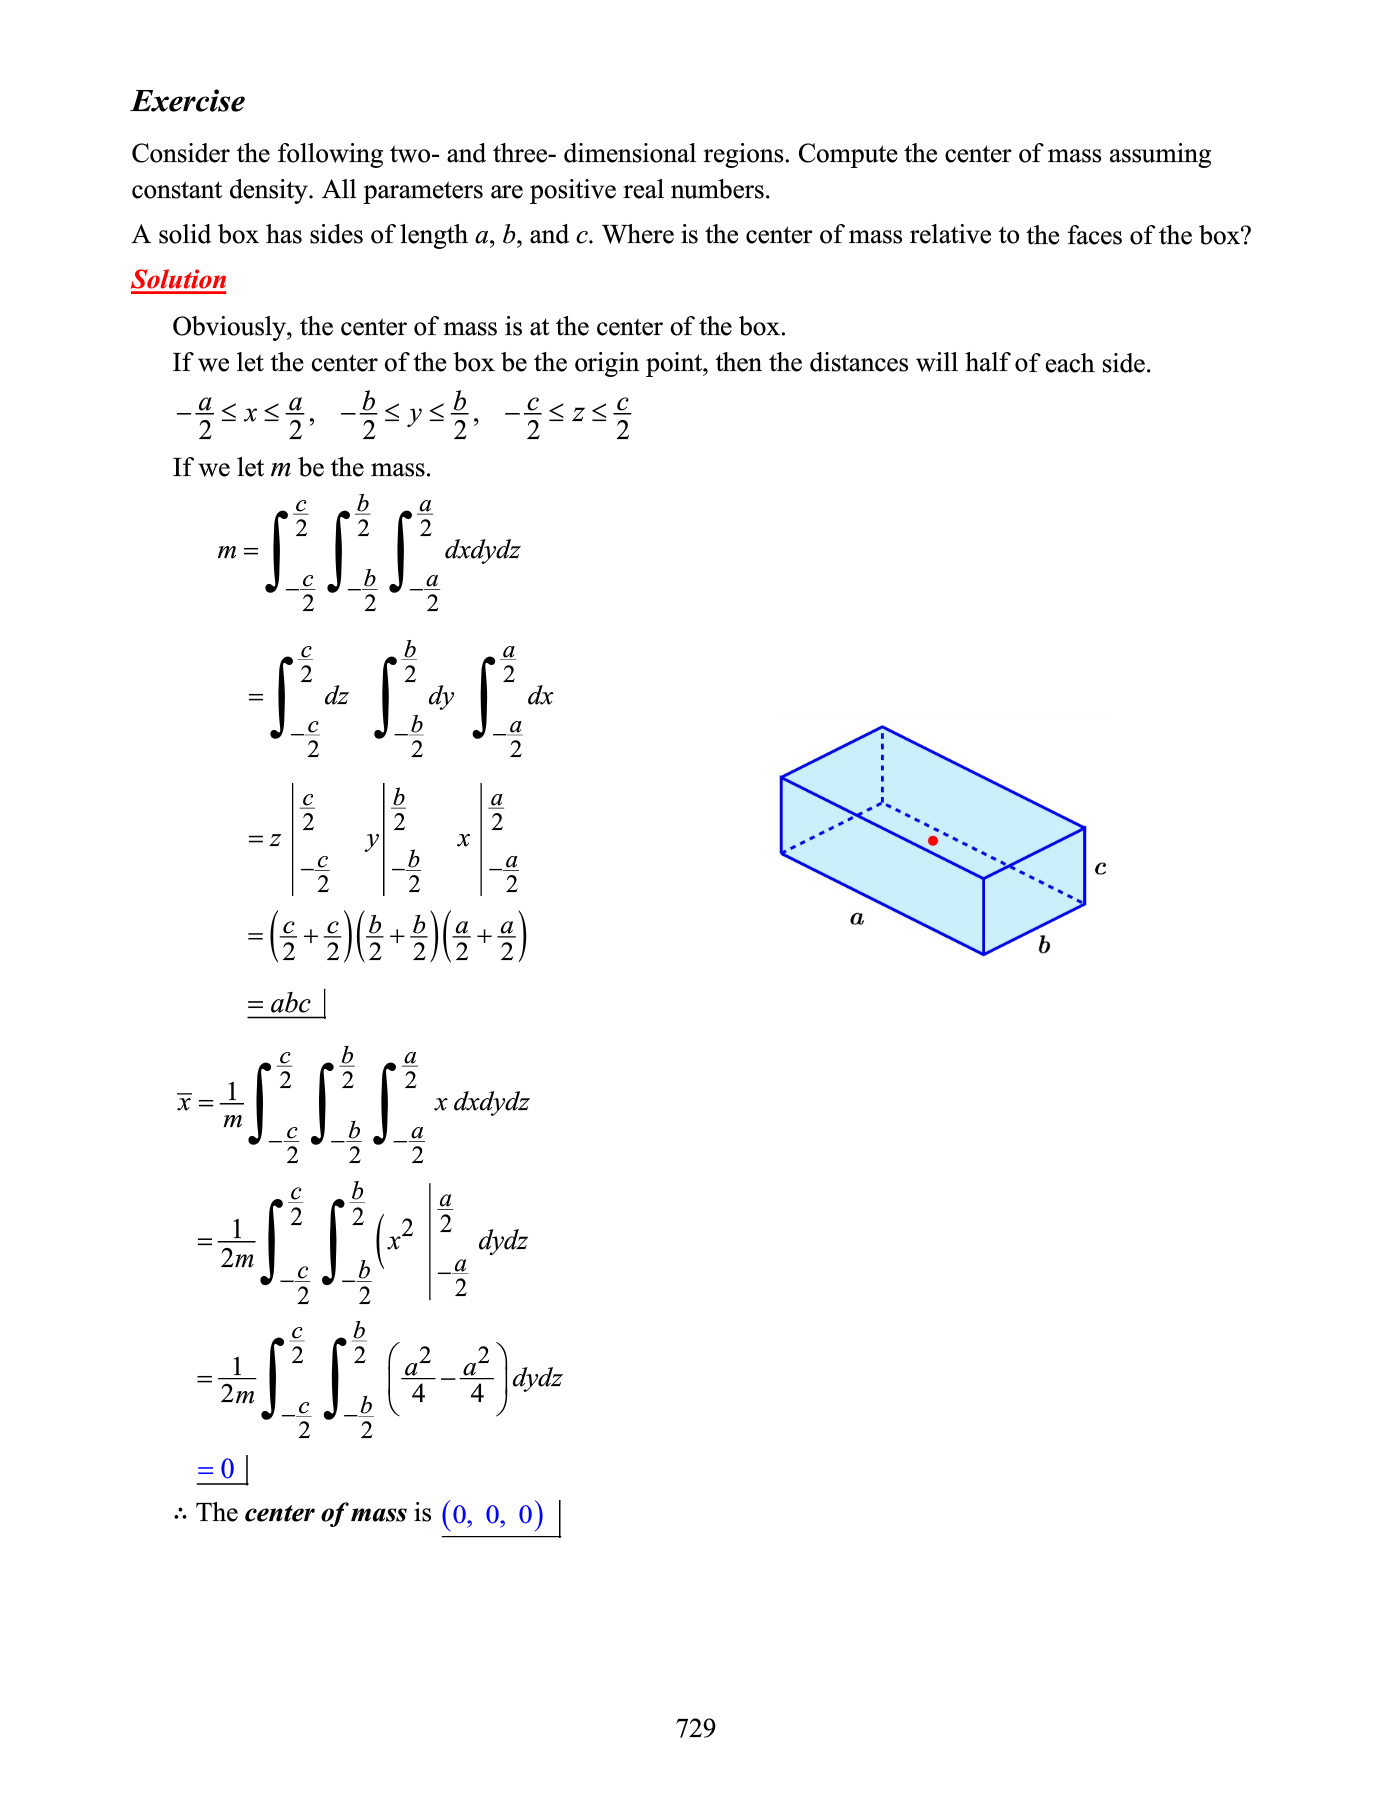 Exercise
Consider the following two- and three- dimensional regions. Compute the center of mass assuming
constant density. All parameters are positive real numbers.
A solid box has sides of length a, b, and c. Where is the center of mass relative to the faces of the box?
Solution
Obviously, the center of mass is at the center of the box.
If we let the center of the box be the origin point, then the distances will half of each side.
$-\frac{a}{2} \le x \le \frac{a}{2}, \quad -\frac{b}{2} \le y \le \frac{b}{2}, \quad -\frac{c}{2} \le z \le \frac{c}{2}$
If we let m be the mass.
$m = \int_{-\frac{c}{2}}^{\frac{c}{2}} \int_{-\frac{b}{2}}^{\frac{b}{2}} \int_{-\frac{a}{2}}^{\frac{a}{2}} dxdydz$
$= \int_{-\frac{c}{2}}^{\frac{c}{2}} dz \int_{-\frac{b}{2}}^{\frac{b}{2}} dy \int_{-\frac{a}{2}}^{\frac{a}{2}} dx$
$= z \Big|_{-\frac{c}{2}}^{\frac{c}{2}} \quad y \Big|_{-\frac{b}{2}}^{\frac{b}{2}} \quad x \Big|_{-\frac{a}{2}}^{\frac{a}{2}}$
$= \left(\frac{c}{2} + \frac{c}{2}\right)\left(\frac{b}{2} + \frac{b}{2}\right)\left(\frac{a}{2} + \frac{a}{2}\right)$
$= abc$
a
b
c
$\overline{x} = \frac{1}{m} \int_{-\frac{c}{2}}^{\frac{c}{2}} \int_{-\frac{b}{2}}^{\frac{b}{2}} \int_{-\frac{a}{2}}^{\frac{a}{2}} x \, dxdydz$
$= \frac{1}{2m} \int_{-\frac{c}{2}}^{\frac{c}{2}} \int_{-\frac{b}{2}}^{\frac{b}{2}} \left( x^2 \right|_{-\frac{a}{2}}^{\frac{a}{2}} dydz$
$= \frac{1}{2m} \int_{-\frac{c}{2}}^{\frac{c}{2}} \int_{-\frac{b}{2}}^{\frac{b}{2}} \left( \frac{a^2}{4} - \frac{a^2}{4} \right) dydz$
$= 0$
∴ The center of mass is (0, 0, 0)
729